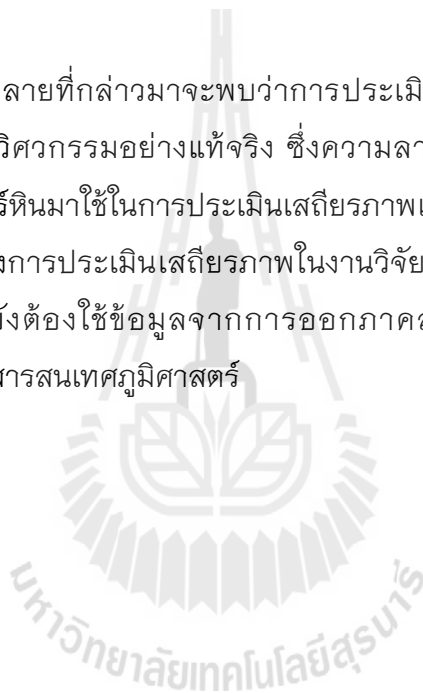 ลายที่กล่าวมาจะพบว่าการประเมิ
วิศวกรรมอย่างแท้จริง ซึ่งความลา
ร์หินมาใช้ในการประเมินเสถียรภาพเ
งการประเมินเสถียรภาพในงานวิจัย
ยังต้องใช้ข้อมูลจากการออกภาคส
สารสนเทศภูมิศาสตร์
มหาวิทยาลัยเทคโนโลยีสุรนารี